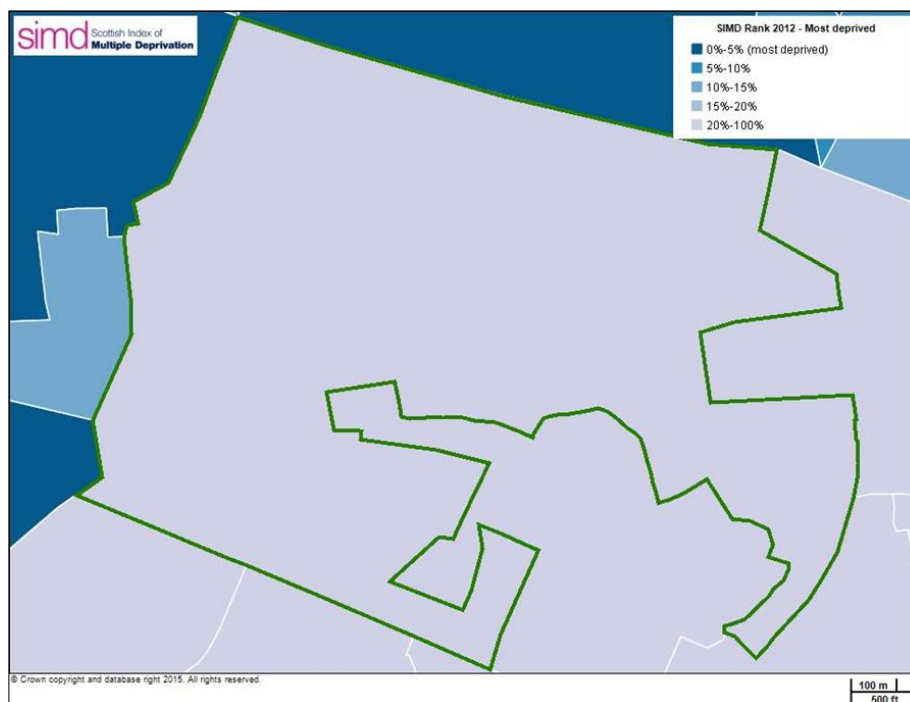 simd Scottish Index of
Multiple Deprivation
SIMD Rank 2012 - Most deprived
0%-5% (most deprived)
5%-10%
10%-15%
15%-20%
20%-100%
© Crown copyright and database right 2015. All rights reserved.
100 m
500 ft